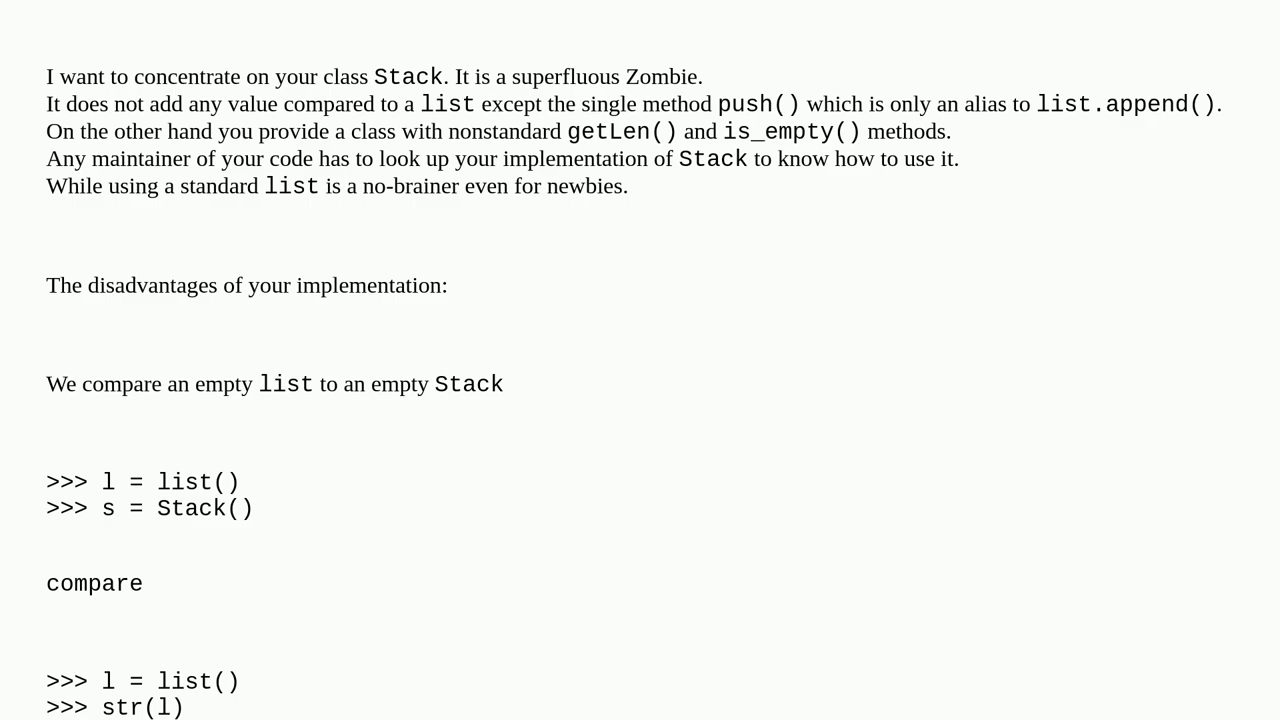 I want to concentrate on your class Stack. It is a superfluous Zombie.
It does not add any value compared to a list except the single method push() which is only an alias to list.append().
On the other hand you provide a class with nonstandard getLen() and is_empty() methods.
Any maintainer of your code has to look up your implementation of Stack to know how to use it.
While using a standard list is a no-brainer even for newbies.
The disadvantages of your implementation:
We compare an empty list to an empty Stack
>>> l = list()
>>> s = Stack()
compare
>>> l = list()
>>> str(l)